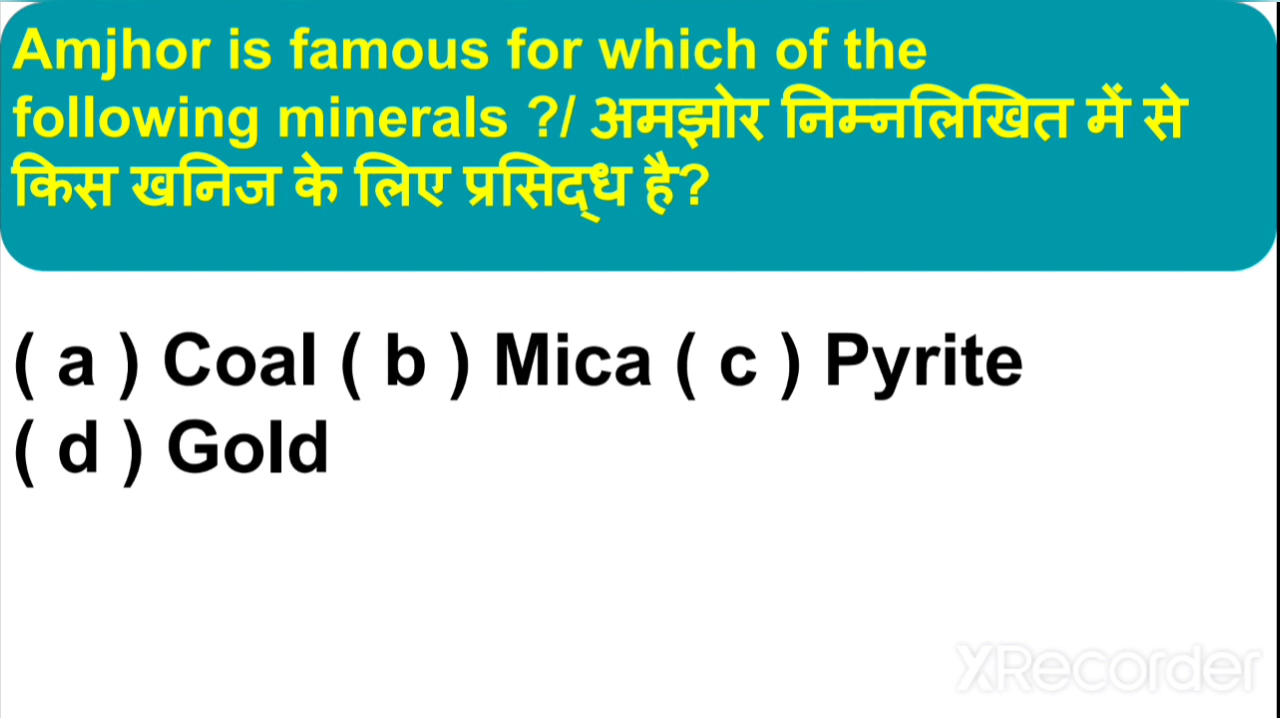 Amjhor is famous for which of the
following minerals ?/ अमझोर निम्नलिखित में से
किस खनिज के लिए प्रसिद्ध है?
( a ) Coal ( b ) Mica ( c ) Pyrite
( d ) Gold
XRecorder